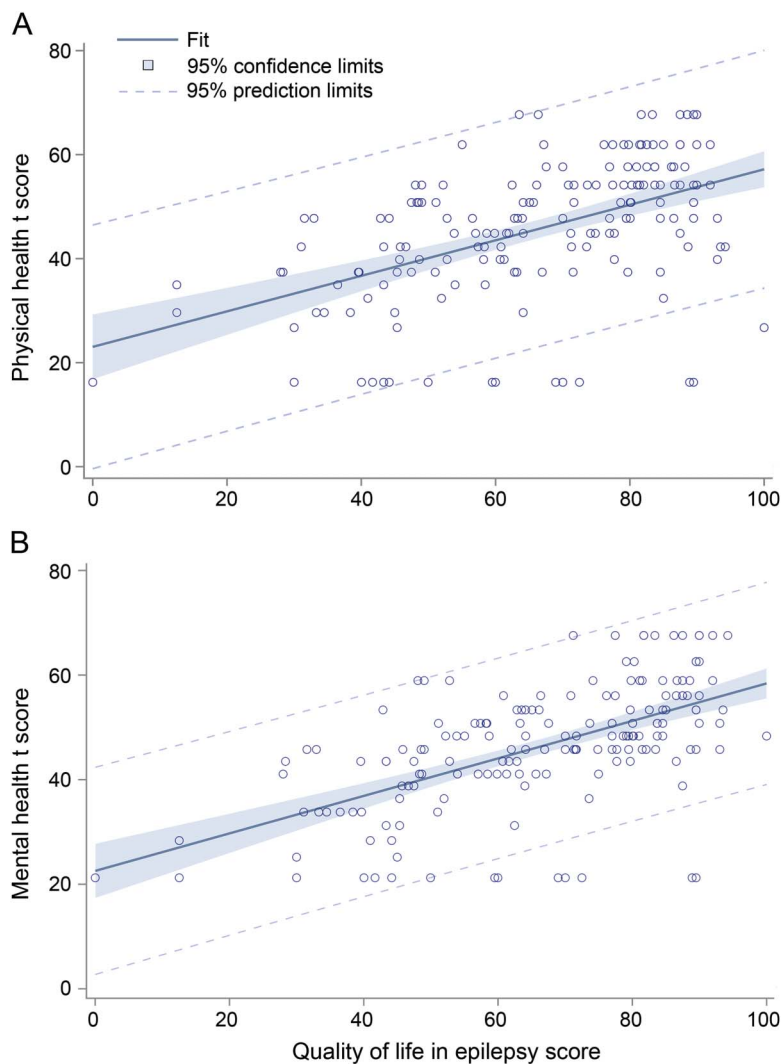 A
Fit
95% confidence limits
95% prediction limits
80
60
40
20
0
Physical health t score
0 20 40 60 80 100
B
80
60
40
20
0
Mental health t score
0 20 40 60 80 100
Quality of life in epilepsy score